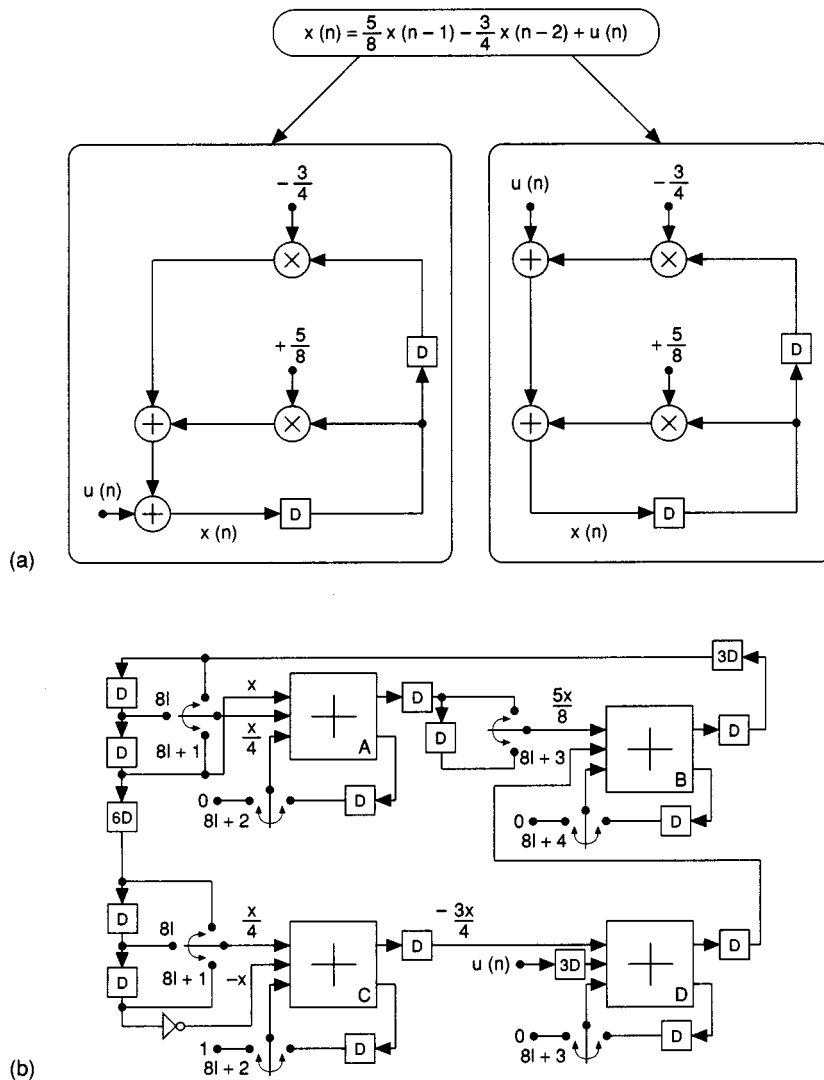 x (n) = 5/8 x (n − 1) − 3/4 x (n − 2) + u (n)
− 3/4
u (n)
− 3/4
D
D
+ 5/8
+ 5/8
u (n)
D
x (n)
D
x (n)
(a)
3D
D
8l
x
x/4
8l + 1
D
A
D
D
5x/8
8l + 3
B
D
6D
0
8l + 2
D
0
8l + 4
D
D
8l
x/4
8l + 1
D
−x
C
D
− 3x/4
u (n)
3D
D
D
1
8l + 2
D
0
8l + 3
D
(b)